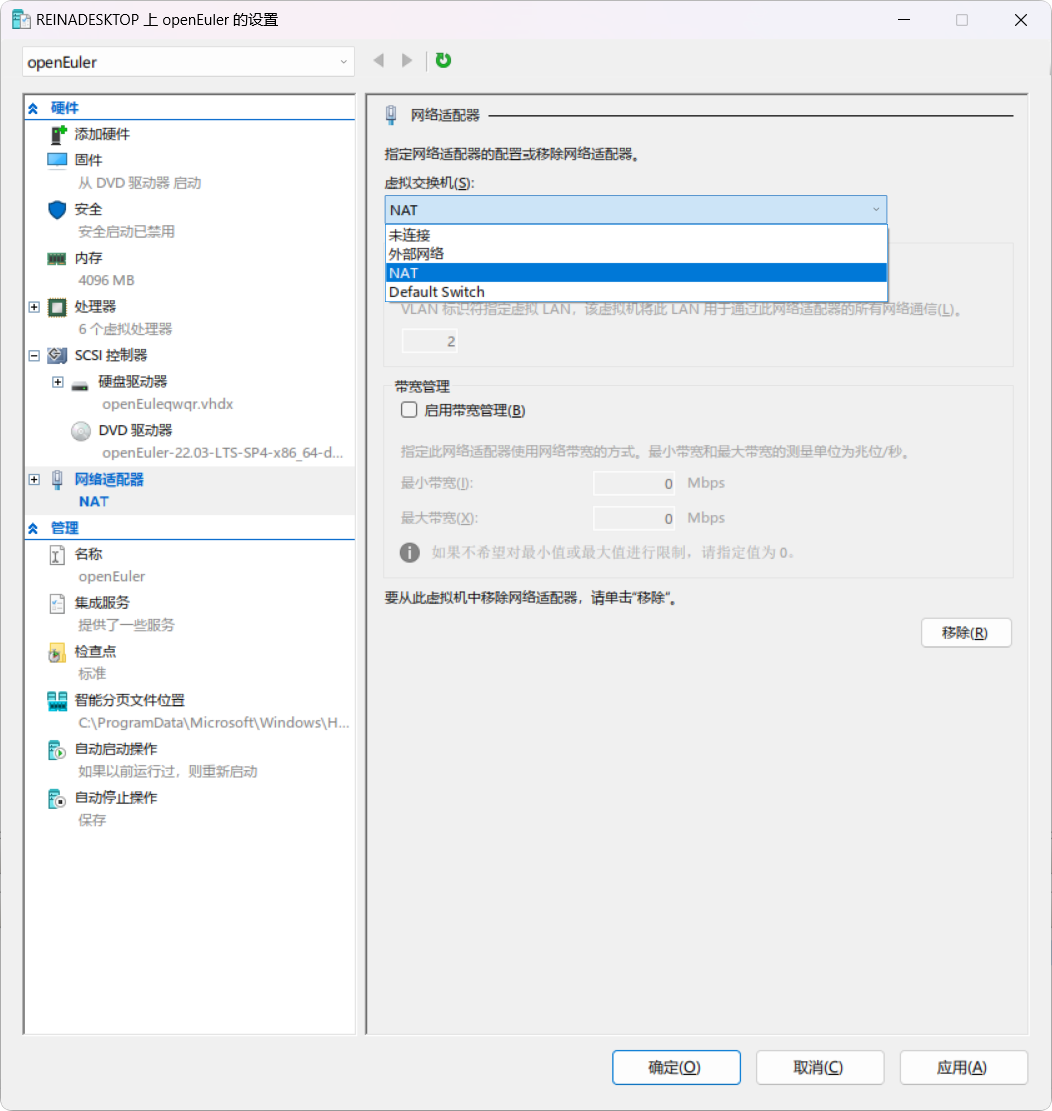 REINADESKTOP 上 openEuler 的设置
openEuler
硬件
添加硬件
固件
从 DVD 驱动器 启动
安全
安全启动已禁用
内存
4096 MB
处理器
6 个虚拟处理器
SCSI 控制器
硬盘驱动器
openEuleqwqr.vhdx
DVD 驱动器
openEuler-22.03-LTS-SP4-x86_64-d...
网络适配器
NAT
管理
名称
openEuler
集成服务
提供了一些服务
检查点
标准
智能分页文件位置
C:\ProgramData\Microsoft\Windows\H...
自动启动操作
如果以前运行过，则重新启动
自动停止操作
保存
网络适配器
指定网络适配器的配置或移除网络适配器。
虚拟交换机(S):
NAT
未连接
外部网络
NAT
Default Switch
VLAN 标识符指定虚拟 LAN，该虚拟机将此 LAN 用于通过此网络适配器的所有网络通信(L)。
2
带宽管理
启用带宽管理(B)
指定此网络适配器使用网络带宽的方式。最小带宽和最大带宽的测量单位为兆位/秒。
最小带宽(I): 0 Mbps
最大带宽(X): 0 Mbps
如果不希望对最小值或最大值进行限制，请指定值为 0。
要从此虚拟机中移除网络适配器，请单击"移除"。
移除(R)
确定(O) 取消(C) 应用(A)